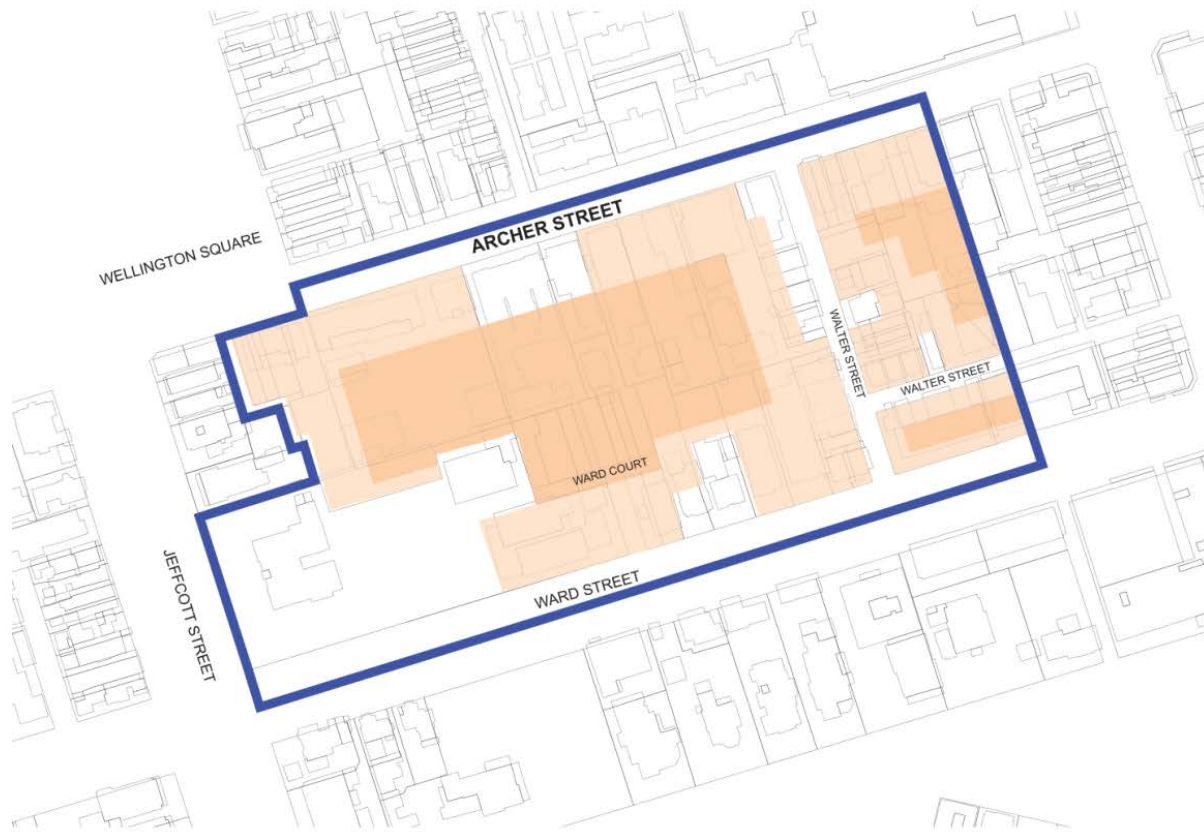 ARCHER STREET
WELLINGTON SQUARE
WALTER STREET
WALTER STREET
WARD COURT
JEFFCOTT STREET
WARD STREET